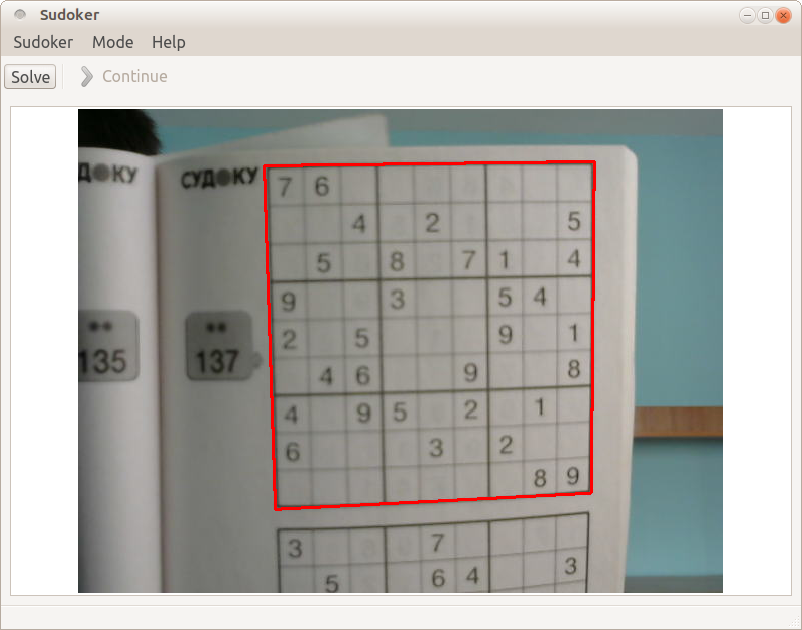 Sudoker
Sudoker Mode Help
Solve Continue
ДОКУ СУДОКУ
7 6
4 2 5
5 8 7 1 4
9 3 5 4
2 5 9 1
135 137
4 6 9 8
4 9 5 2 1
6 3 2
8 9
3 7
5 6 4 3